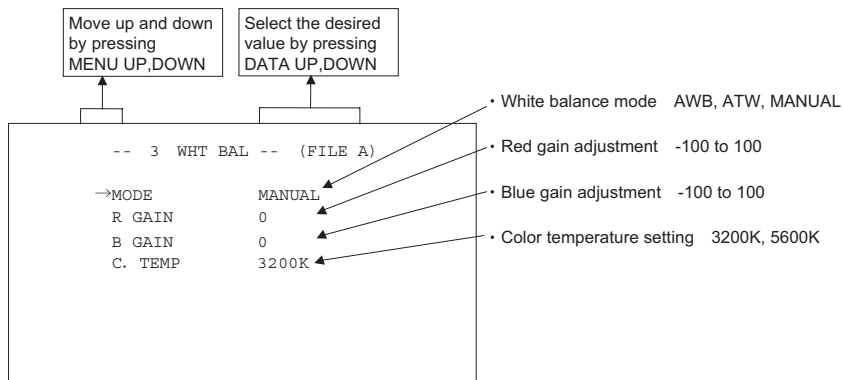 Move up and down
by pressing
MENU UP,DOWN
Select the desired
value by pressing
DATA UP,DOWN
・White balance mode AWB, ATW, MANUAL
-- 3 WHT BAL -- (FILE A)
・Red gain adjustment -100 to 100
→MODE MANUAL
・Blue gain adjustment -100 to 100
R GAIN 0
B GAIN 0
・Color temperature setting 3200K, 5600K
C. TEMP 3200K